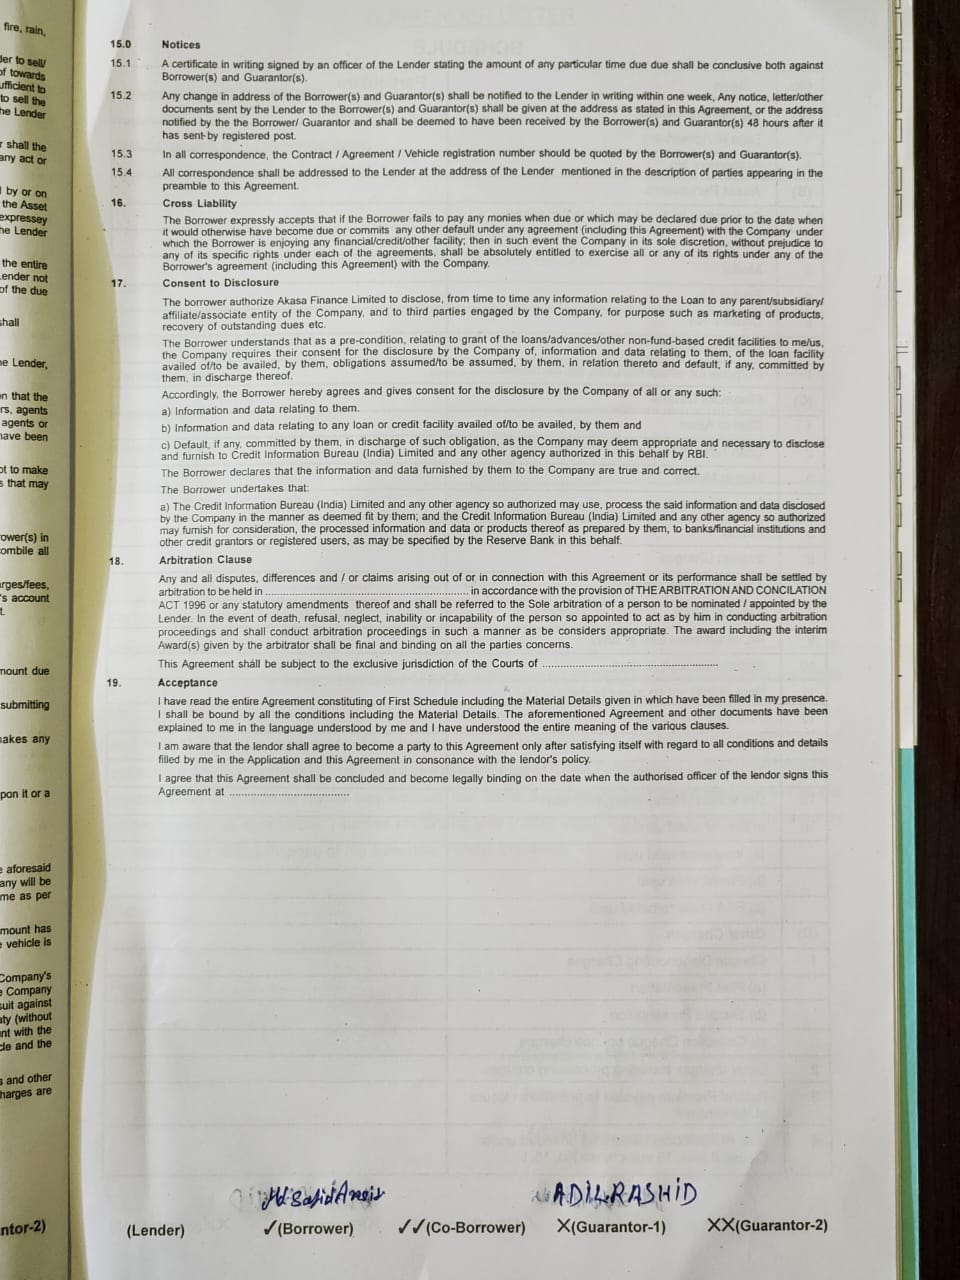 fire, rain,
der to sell/
of towards
ufficient to
to sell the
he Lender
r shall the
any act or
l by or on
the Asset
expressey
he Lender
the entire
Lender not
of the due
shall
he Lender,
n that the
rs, agents
agents or
have been
ot to make
s that may
rower(s) in
ombile all
arges/fees,
's account
t.
mount due
submitting
makes any
pon it or a
e aforesaid
any will be
me as per
mount has
e vehicle is
Company's
e Company
suit against
aty (without
nt with the
cle and the
s and other
harges are
ntor-2)
15.0 Notices
15.1 A certificate in writing signed by an officer of the Lender stating the amount of any particular time due due shall be conclusive both against
Borrower(s) and Guarantor(s).
15.2 Any change in address of the Borrower(s) and Guarantor(s) shall be notified to the Lender in writing within one week, Any notice, letter/other
documents sent by the Lender to the Borrower(s) and Guarantor(s) shall be given at the address as stated in this Agreement, or the address
notified by the the Borrower/ Guarantor and shall be deemed to have been received by the Borrower(s) and Guarantor(s) 48 hours after it
has sent by registered post.
15.3 In all correspondence, the Contract / Agreement / Vehicle registration number should be quoted by the Borrower(s) and Guarantor(s).
15.4 All correspondence shall be addressed to the Lender at the address of the Lender mentioned in the description of parties appearing in the
preamble to this Agreement.
16. Cross Liability
The Borrower expressly accepts that if the Borrower fails to pay any monies when due or which may be declared due prior to the date when
it would otherwise have become due or commits any other default under any agreement (including this Agreement) with the Company under
which the Borrower is enjoying any financial/credit/other facility; then in such event the Company in its sole discretion, without prejudice to
any of its specific rights under each of the agreements, shall be absolutely entitled to exercise all or any of its rights under any of the
Borrower's agreement (including this Agreement) with the Company.
17. Consent to Disclosure
The borrower authorize Akasa Finance Limited to disclose, from time to time any information relating to the Loan to any parent/subsidiary/
affiliate/associate entity of the Company, and to third parties engaged by the Company, for purpose such as marketing of products,
recovery of outstanding dues etc.
The Borrower understands that as a pre-condition, relating to grant of the loans/advances/other non-fund-based credit facilities to me/us,
the Company requires their consent for the disclosure by the Company of, information and data relating to them, of the loan facility
availed of/to be availed, by them, obligations assumed/to be assumed, by them, in relation thereto and default, if any, committed by
them, in discharge thereof.
Accordingly, the Borrower hereby agrees and gives consent for the disclosure by the Company of all or any such:
a) Information and data relating to them.
b) Information and data relating to any loan or credit facility availed of/to be availed, by them and
c) Default, if any, committed by them, in discharge of such obligation, as the Company may deem appropriate and necessary to disclose
and furnish to Credit Information Bureau (India) Limited and any other agency authorized in this behalf by RBI.
The Borrower declares that the information and data furnished by them to the Company are true and correct.
The Borrower undertakes that:
a) The Credit Information Bureau (India) Limited and any other agency so authorized may use, process the said information and data disclosed
by the Company in the manner as deemed fit by them; and the Credit Information Bureau (India) Limited and any other agency so authorized
may furnish for consideration, the processed information and data or products thereof as prepared by them, to banks/financial institutions and
other credit grantors or registered users, as may be specified by the Reserve Bank in this behalf.
18. Arbitration Clause
Any and all disputes, differences and / or claims arising out of or in connection with this Agreement or its performance shall be settled by
arbitration to be held in .................................................................. in accordance with the provision of THE ARBITRATION AND CONCILATION
ACT 1996 or any statutory amendments thereof and shall be referred to the Sole arbitration of a person to be nominated / appointed by the
Lender. In the event of death, refusal, neglect, inability or incapability of the person so appointed to act as by him in conducting arbitration
proceedings and shall conduct arbitration proceedings in such a manner as be considers appropriate. The award including the interim
Award(s) given by the arbitrator shall be final and binding on all the parties concerns.
This Agreement shall be subject to the exclusive jurisdiction of the Courts of ..........................................................
19. Acceptance
I have read the entire Agreement constituting of First Schedule including the Material Details given in which have been filled in my presence.
I shall be bound by all the conditions including the Material Details. The aforementioned Agreement and other documents have been
explained to me in the language understood by me and I have understood the entire meaning of the various clauses.
I am aware that the lendor shall agree to become a party to this Agreement only after satisfying itself with regard to all conditions and details
filled by me in the Application and this Agreement in consonance with the lendor's policy.
I agree that this Agreement shall be concluded and become legally binding on the date when the authorised officer of the lendor signs this
Agreement at ........................................
Md Sajid Aneis ADIL RASHID
(Lender) ✓(Borrower) ✓✓(Co-Borrower) X(Guarantor-1) XX(Guarantor-2)